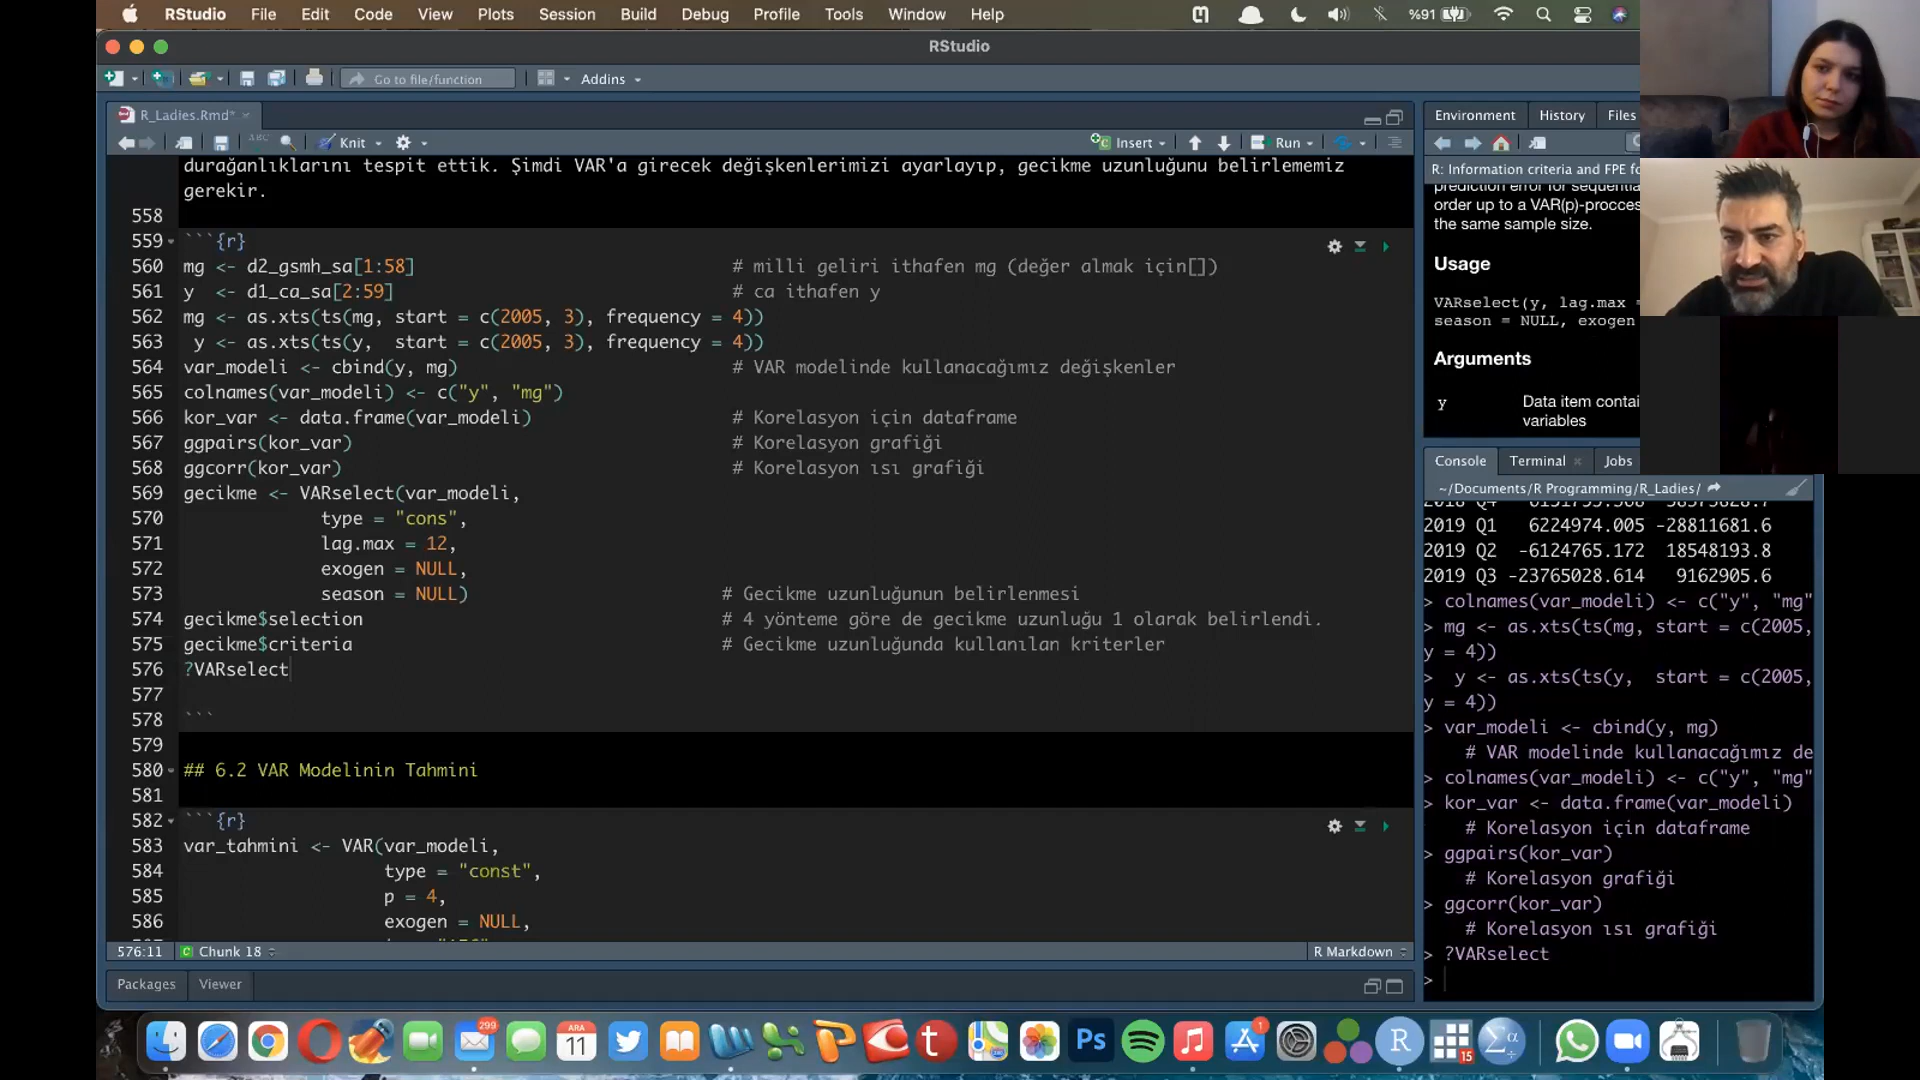 RStudio File Edit Code View Plots Session Build Debug Profile Tools Window Help %91
RStudio
Go to file/function Addins
R_Ladies.Rmd*
Knit Insert Run
durağanlıklarını tespit ettik. Şimdi VAR'a girecek değişkenlerimizi ayarlayıp, gecikme uzunluğunu belirlememiz
gerekir.
558
559 ```{r}
560 mg <- d2_gsmh_sa[1:58] # milli geliri ithafen mg (değer almak için[])
561 y <- d1_ca_sa[2:59] # ca ithafen y
562 mg <- as.xts(ts(mg, start = c(2005, 3), frequency = 4))
563 y <- as.xts(ts(y, start = c(2005, 3), frequency = 4))
564 var_modeli <- cbind(y, mg) # VAR modelinde kullanacağımız değişkenler
565 colnames(var_modeli) <- c("y", "mg")
566 kor_var <- data.frame(var_modeli) # Korelasyon için dataframe
567 ggpairs(kor_var) # Korelasyon grafiği
568 ggcorr(kor_var) # Korelasyon ısı grafiği
569 gecikme <- VARselect(var_modeli,
570 type = "cons",
571 lag.max = 12,
572 exogen = NULL,
573 season = NULL) # Gecikme uzunluğunun belirlenmesi
574 gecikme$selection # 4 yönteme göre de gecikme uzunluğu 1 olarak belirlendi.
575 gecikme$criteria # Gecikme uzunluğunda kullanılan kriterler
576 ?VARselect
577
578 ```
579
580 ## 6.2 VAR Modelinin Tahmini
581
582 ```{r}
583 var_tahmini <- VAR(var_modeli,
584 type = "const",
585 p = 4,
586 exogen = NULL,
576:11 Chunk 18 R Markdown
Packages Viewer
Environment History Files
R: Information criteria and FPE fo
prediction error for sequential
order up to a VAR(p)-procces
the same sample size.
Usage
VARselect(y, lag.max =
season = NULL, exogen
Arguments
y Data item contai
variables
Console Terminal Jobs
~/Documents/R Programming/R_Ladies/
2019 Q1 6224974.005 -28811681.6
2019 Q2 -6124765.172 18548193.8
2019 Q3 -23765028.614 9162905.6
> colnames(var_modeli) <- c("y", "mg"
> mg <- as.xts(ts(mg, start = c(2005,
y = 4))
> y <- as.xts(ts(y, start = c(2005,
y = 4))
> var_modeli <- cbind(y, mg)
# VAR modelinde kullanacağımız de
> colnames(var_modeli) <- c("y", "mg"
> kor_var <- data.frame(var_modeli)
# Korelasyon için dataframe
> ggpairs(kor_var)
# Korelasyon grafiği
> ggcorr(kor_var)
# Korelasyon ısı grafiği
> ?VARselect
>
299 ARA 11 Ps 1 R 15